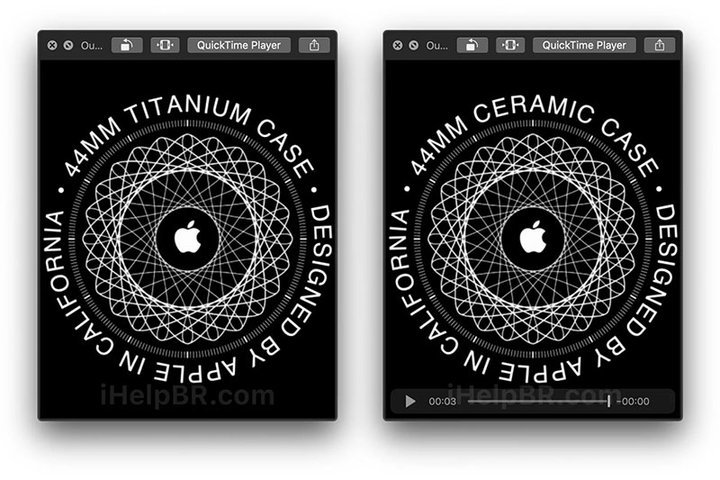 Ou...
QuickTime Player
44MM TITANIUM CASE • DESIGNED BY APPLE IN CALIFORNIA •
iHelpBR.com
Ou...
QuickTime Player
44MM CERAMIC CASE • DESIGNED BY APPLE IN CALIFORNIA •
iHelpBR.com
00:03
-00:00